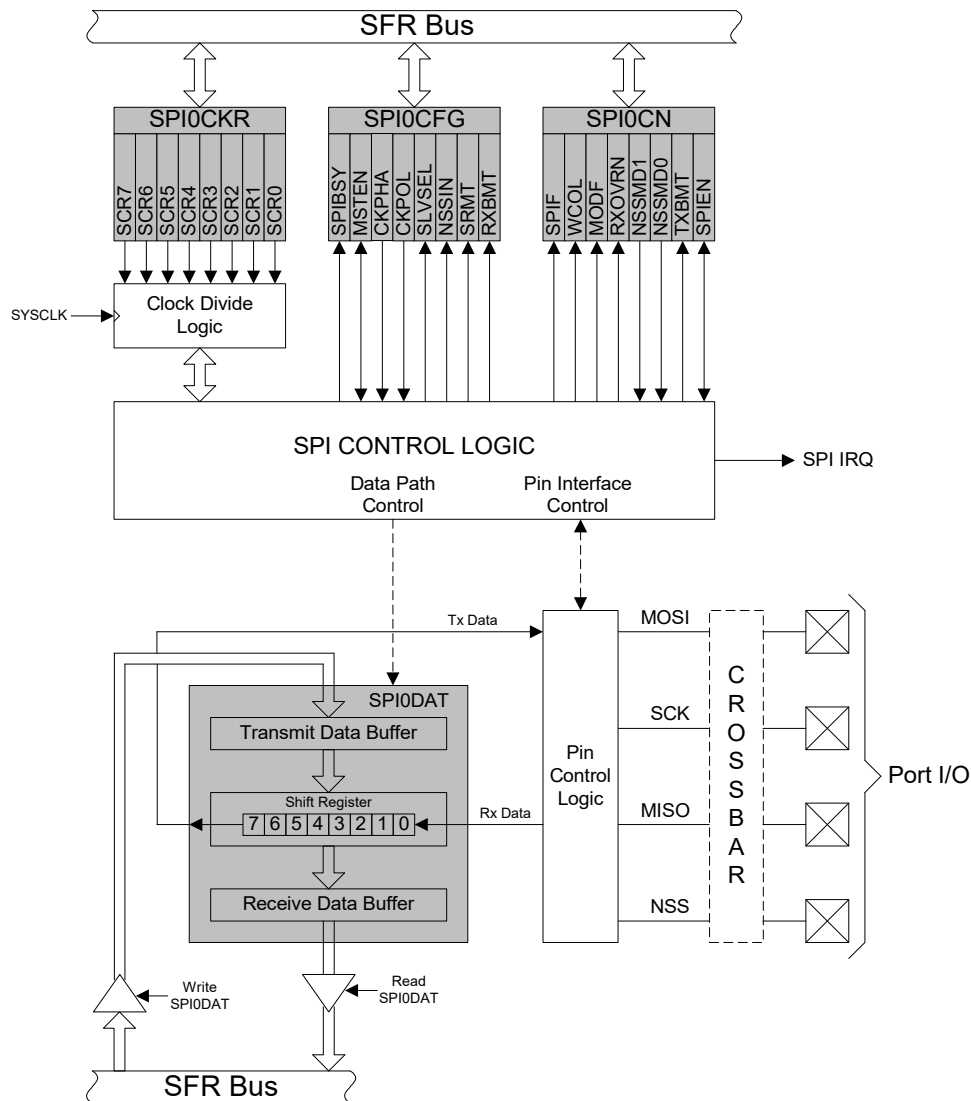 SFR Bus
SPI0CKR
SPI0CFG
SPI0CN
SCR7
SCR6
SCR5
SCR4
SCR3
SCR2
SCR1
SCR0
SPIBSY
MSTEN
CKPHA
CKPOL
SLVSEL
NSSIN
SRMT
RXBMT
SPIF
WCOL
MODF
RXOVRN
NSSMD1
NSSMD0
TXBMT
SPIEN
SYSCLK
Clock Divide
Logic
SPI CONTROL LOGIC
SPI IRQ
Data Path
Control
Pin Interface
Control
Tx Data
MOSI
SPI0DAT
Transmit Data Buffer
SCK
Shift Register
7 6 5 4 3 2 1 0
Rx Data
Pin
Control
Logic
MISO
CROSSBAR
Port I/O
Receive Data Buffer
NSS
Write
SPI0DAT
Read
SPI0DAT
SFR Bus